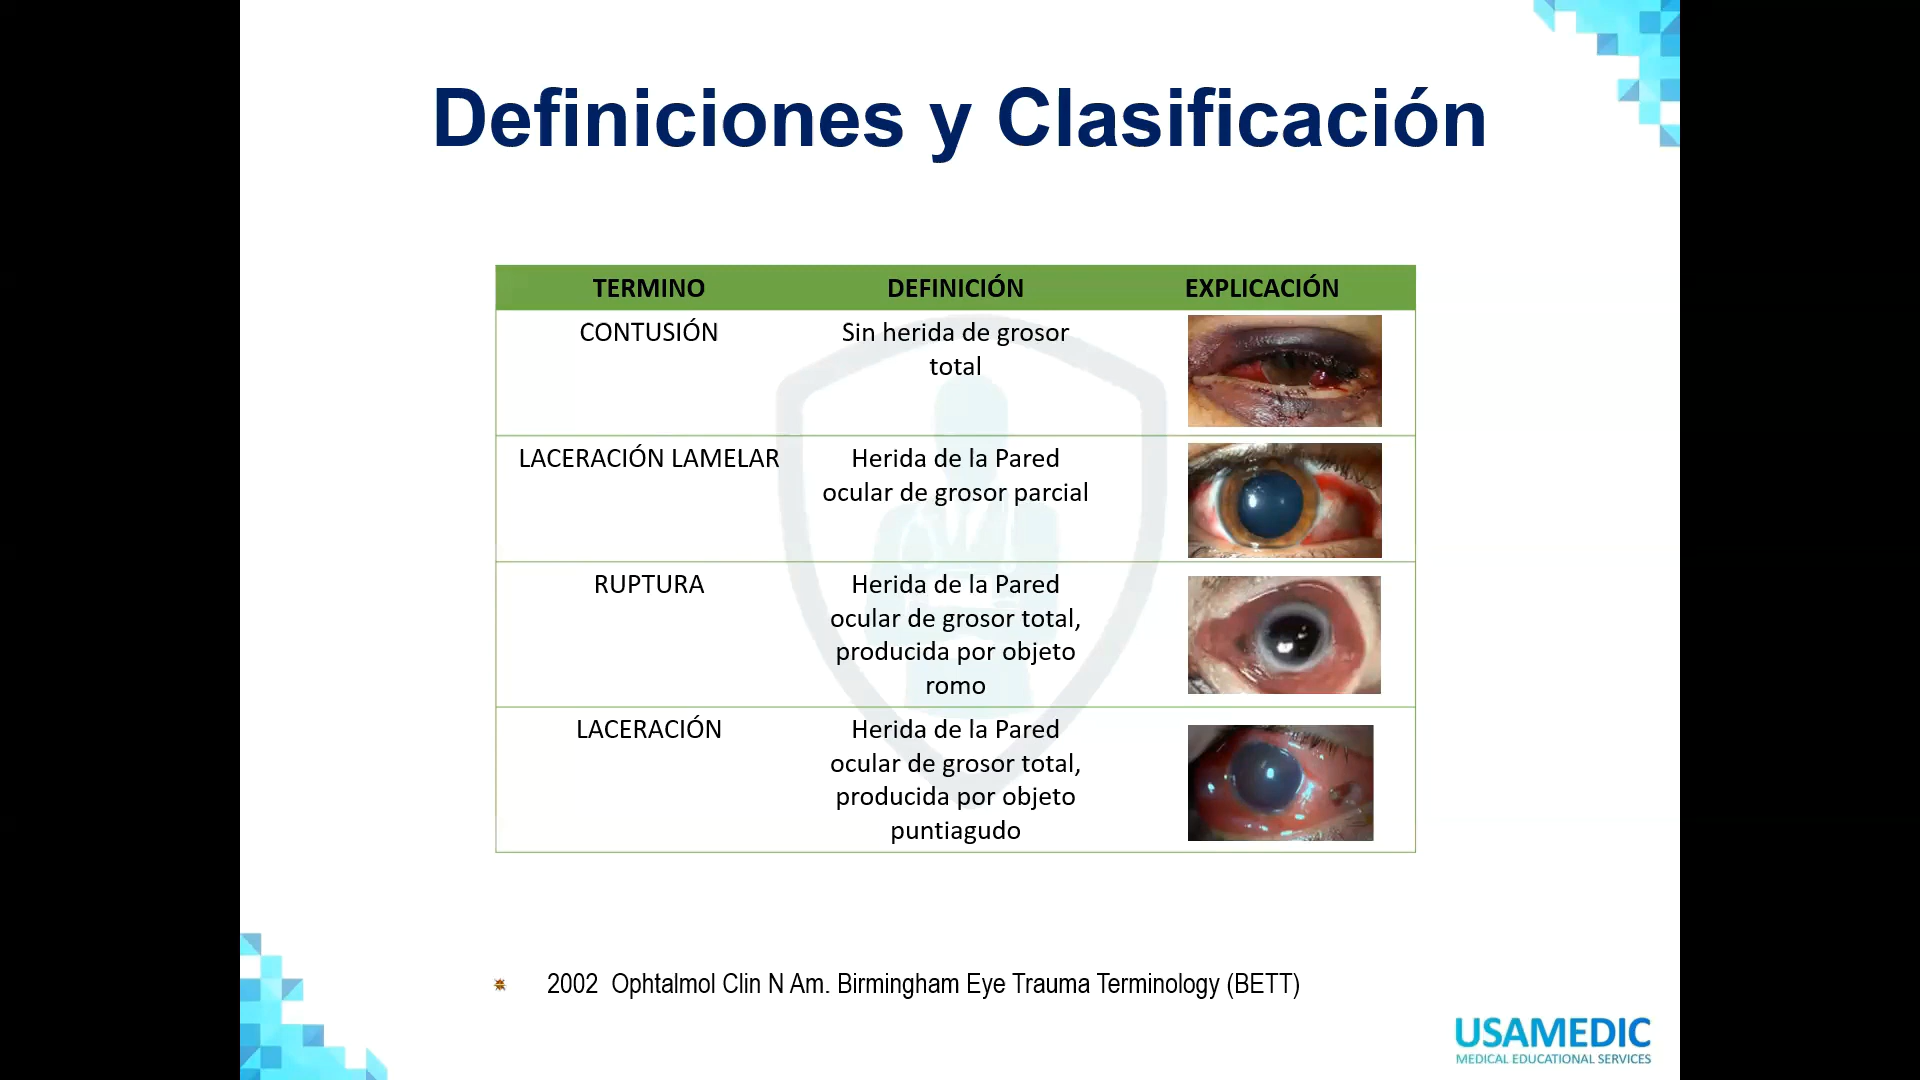 Definiciones y Clasificación
TERMINO DEFINICIÓN EXPLICACIÓN
CONTUSIÓN
Sin herida de grosor
total
LACERACIÓN LAMELAR
Herida de la Pared
ocular de grosor parcial
RUPTURA
Herida de la Pared
ocular de grosor total,
producida por objeto
romo
LACERACIÓN
Herida de la Pared
ocular de grosor total,
producida por objeto
puntiagudo
2002 Ophtalmol Clin N Am. Birmingham Eye Trauma Terminology (BETT)
USAMEDIC
MEDICAL EDUCATIONAL SERVICES